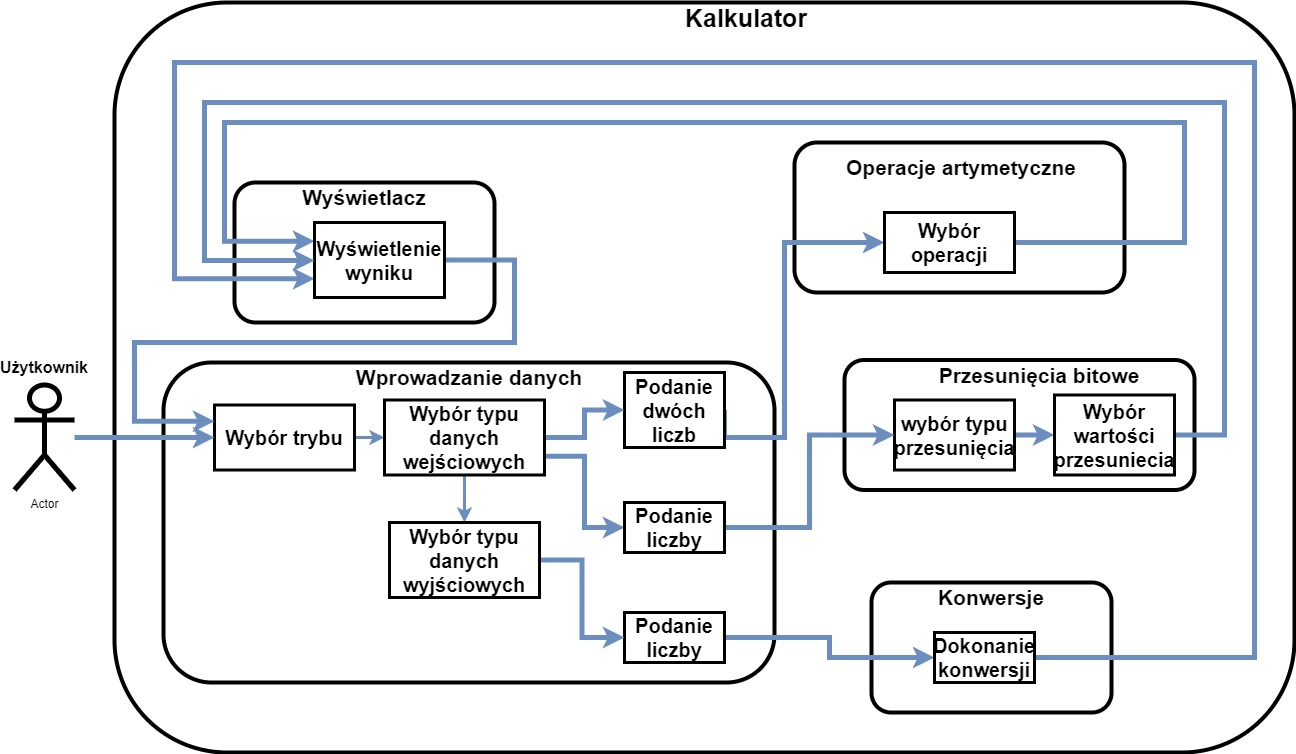 Kalkulator
Operacje artymetyczne
Wybór
operacji
Wyświetlacz
Wyświetlenie
wyniku
Użytkownik
Actor
Wprowadzanie danych
Wybór trybu
Wybór typu
danych
wejściowych
Podanie
dwóch
liczb
Wybór typu
danych
wyjściowych
Podanie
liczby
Podanie
liczby
Przesunięcia bitowe
wybór typu
przesunięcia
Wybór
wartości
przesuniecia
Konwersje
Dokonanie
konwersji